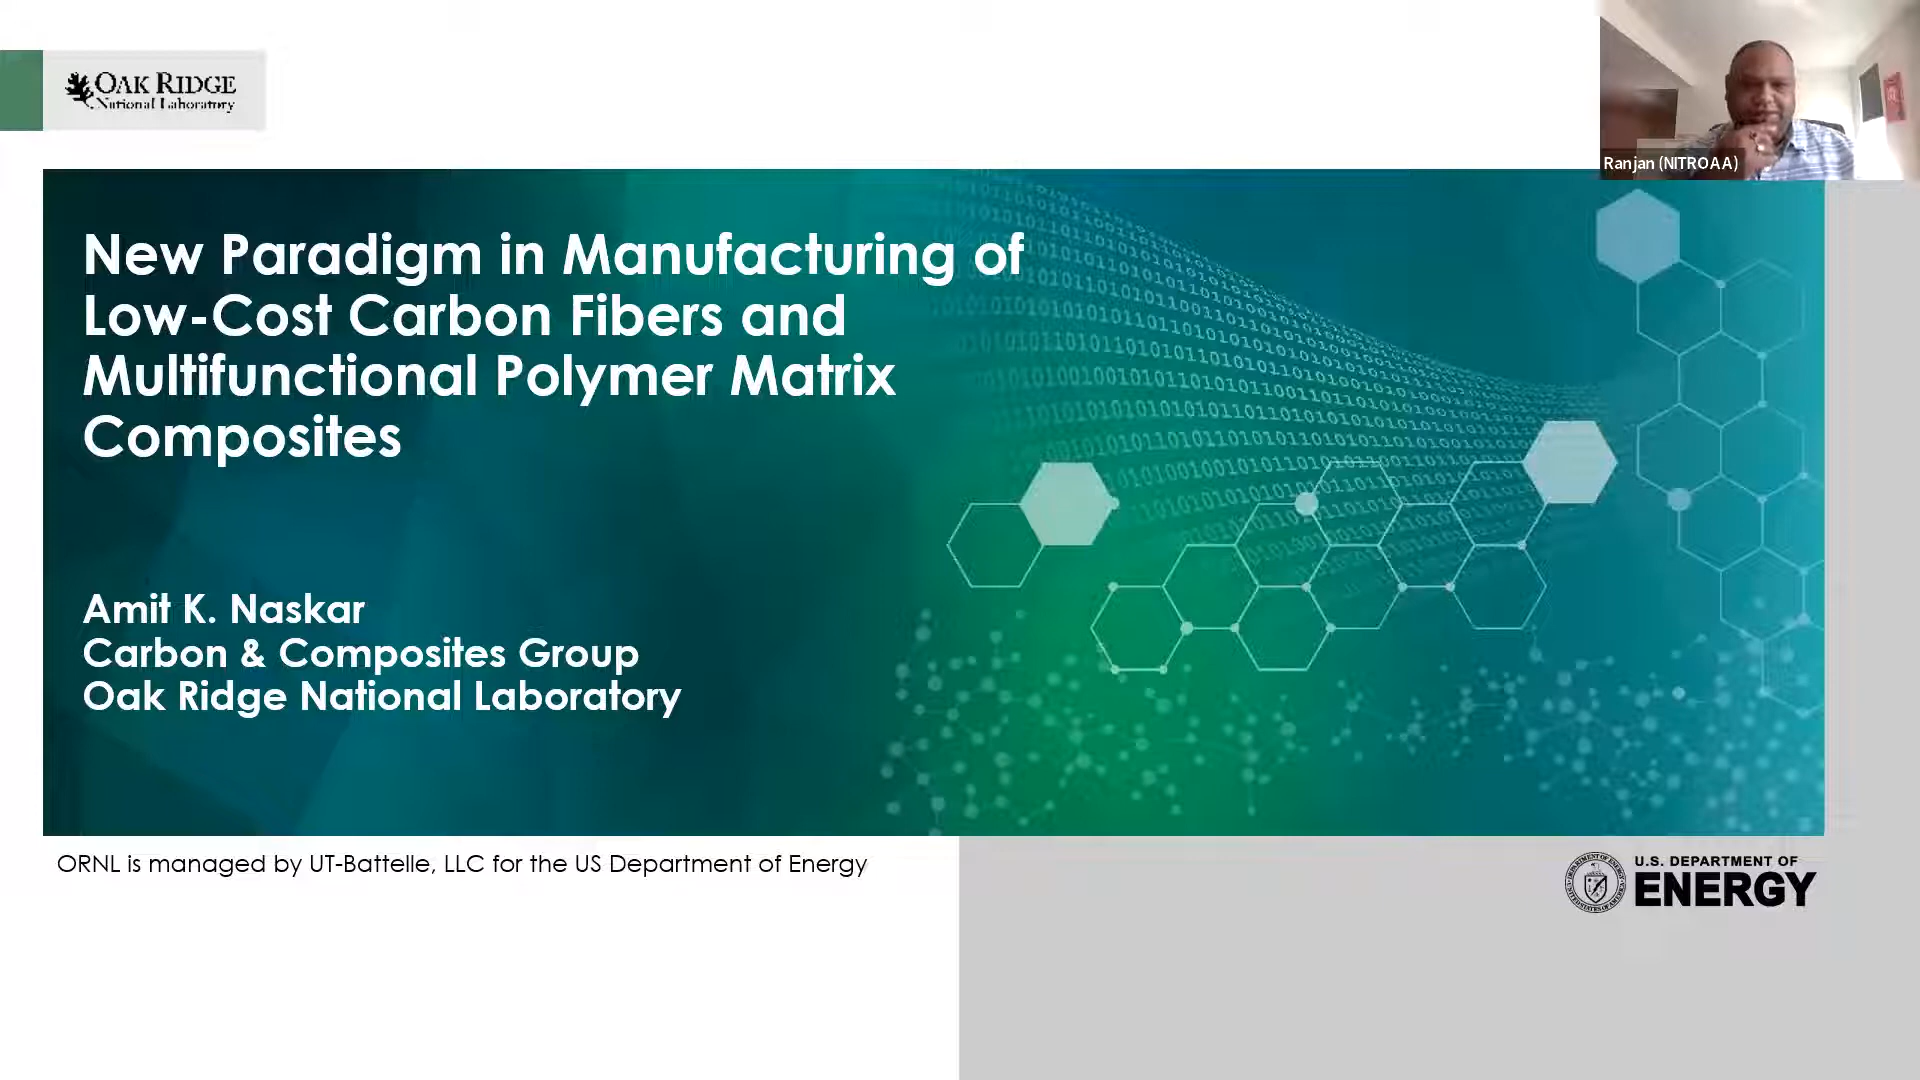 OAK RIDGE
National Laboratory
Ranjan (NITROAA)
New Paradigm in Manufacturing of
Low-Cost Carbon Fibers and
Multifunctional Polymer Matrix
Composites
Amit K. Naskar
Carbon & Composites Group
Oak Ridge National Laboratory
ORNL is managed by UT-Battelle, LLC for the US Department of Energy
U.S. DEPARTMENT OF
ENERGY